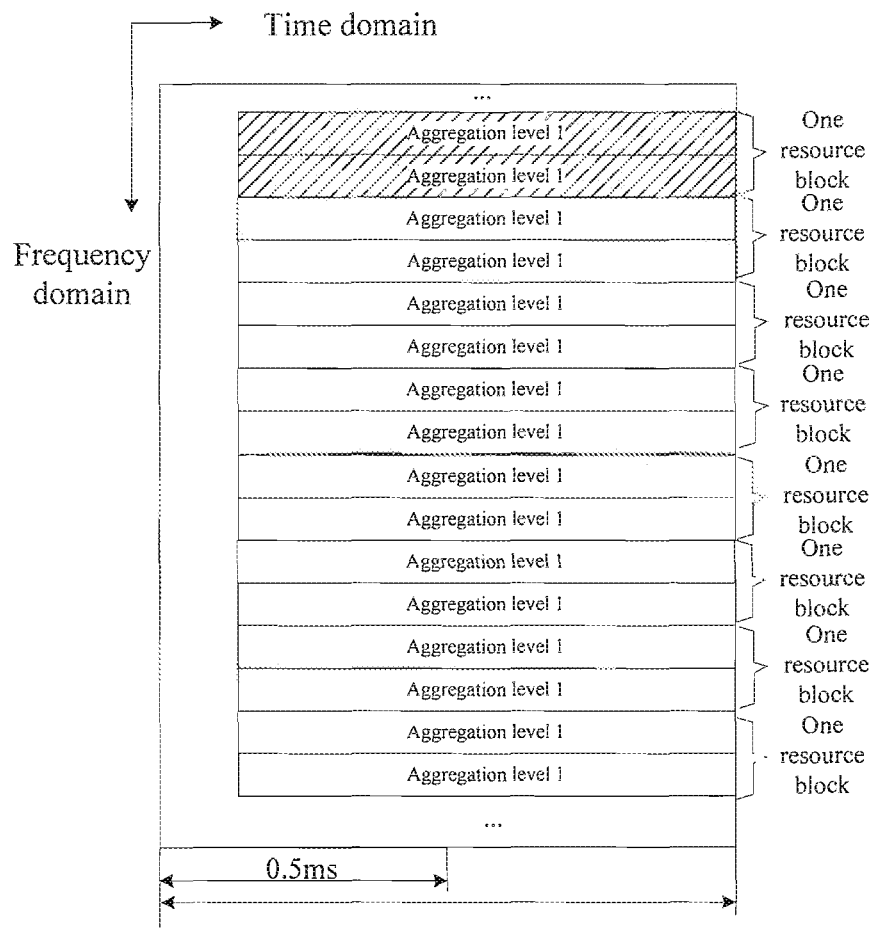 Time domain
Frequency
domain
...
Aggregation level 1
Aggregation level 1
One
resource
block
Aggregation level 1
Aggregation level 1
One
resource
block
Aggregation level 1
Aggregation level 1
One
resource
block
Aggregation level 1
Aggregation level 1
One
resource
block
Aggregation level 1
Aggregation level 1
One
resource
block
Aggregation level 1
Aggregation level 1
One
resource
block
Aggregation level 1
Aggregation level 1
One
resource
block
Aggregation level 1
Aggregation level 1
One
resource
block
...
0.5ms